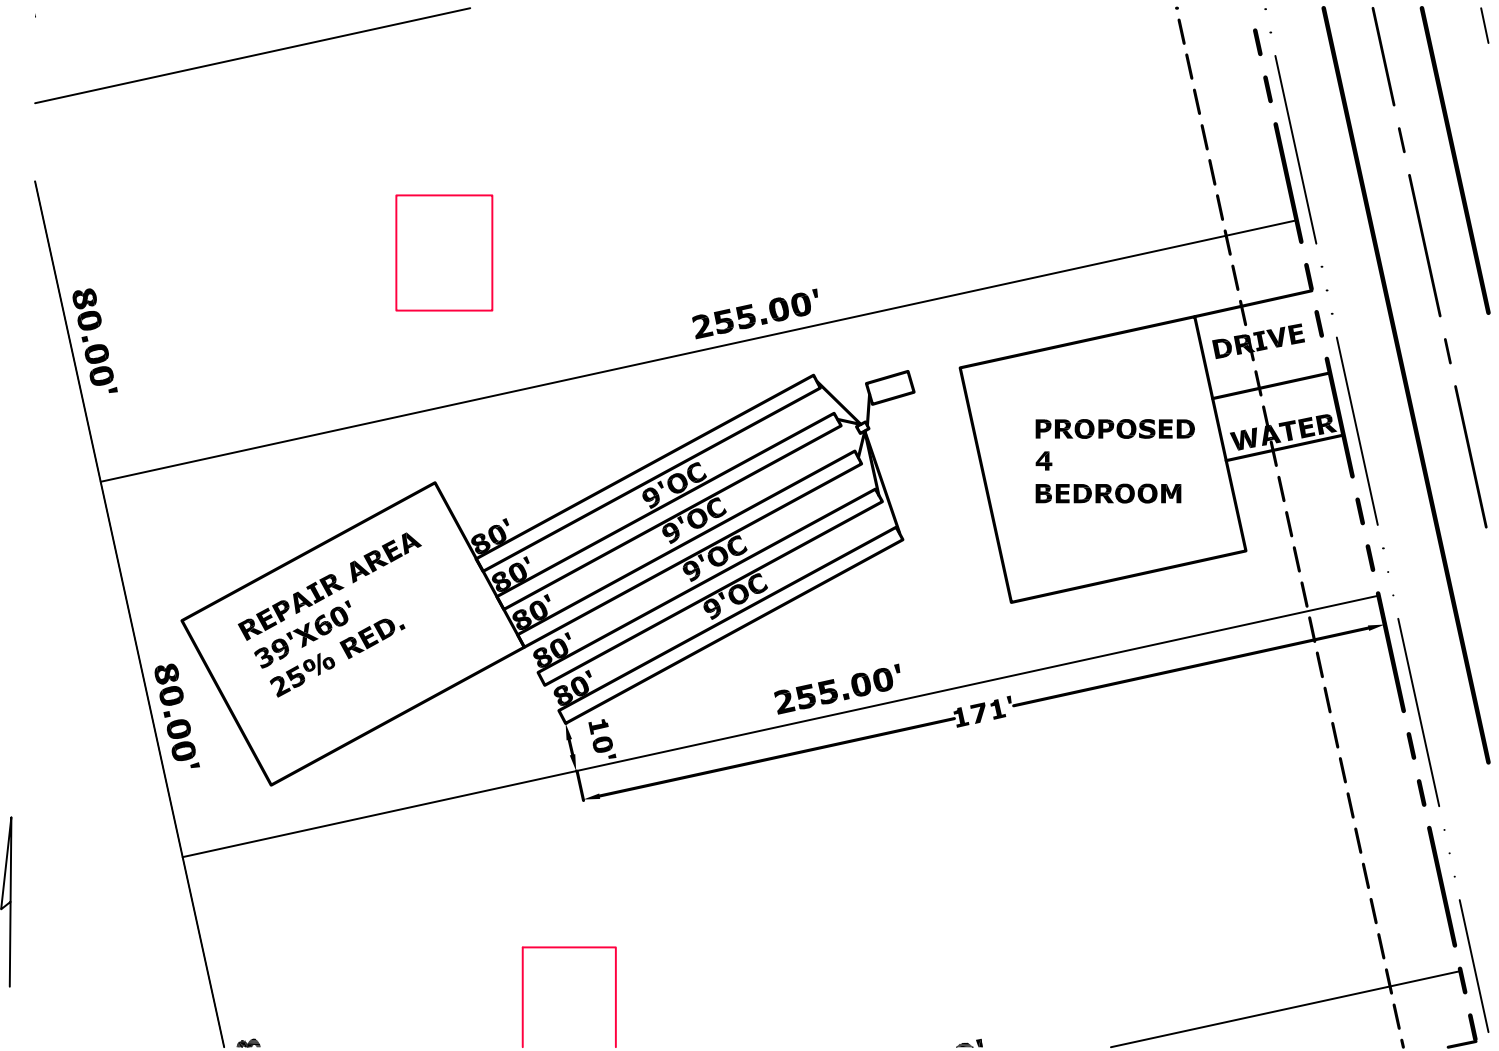 80.00'
255.00'
DRIVE
WATER
PROPOSED
4
BEDROOM
9'OC
9'OC
9'OC
9'OC
80'
80'
80'
80'
80'
REPAIR AREA
39'X60'
25% RED.
80.00'
10'
255.00'
171'